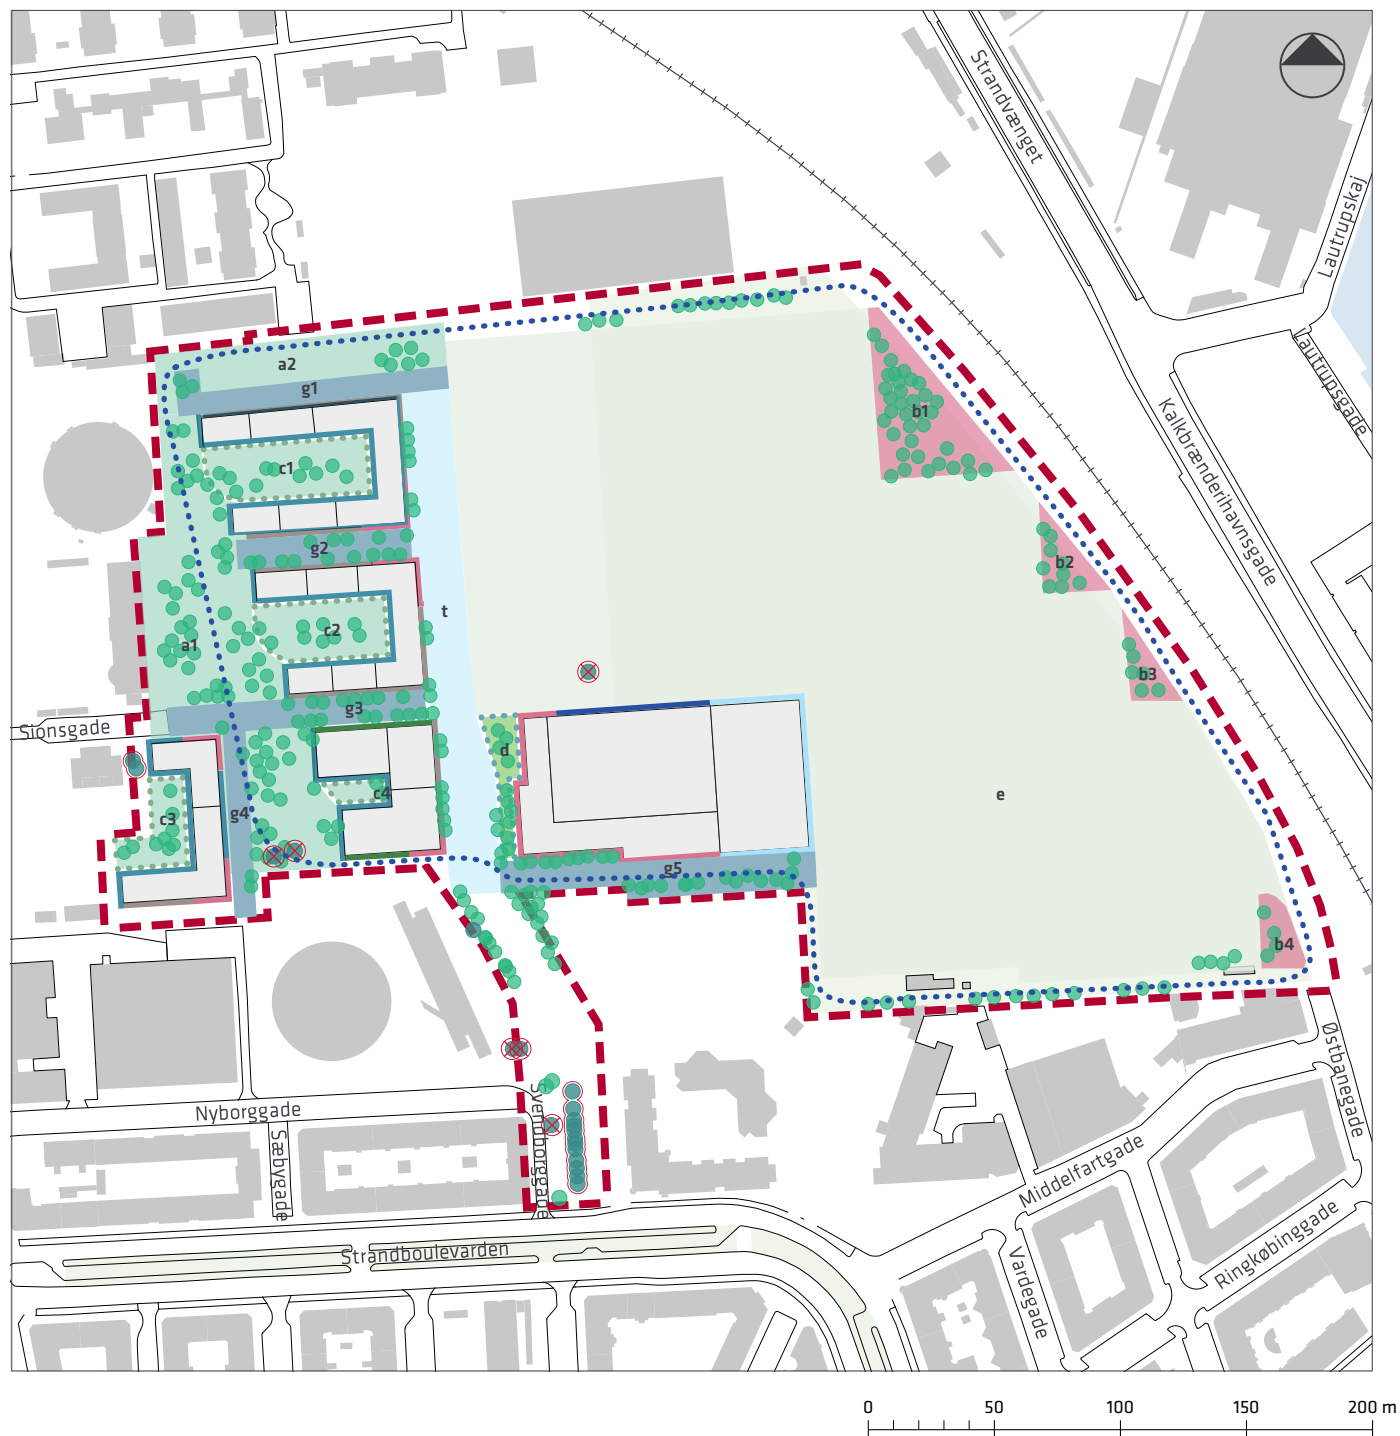 Strandvænget
Lautrupskaj
Lautrupsgade
Kalkbrænderihavnsgade
a2
g1
b1
c1
g2
b2
t
c2
a1
b3
g3
Sionsgade
d
e
c4
g4
c3
g5
b4
Østbanegade
Nyborggade
Svendborggade
Sæbygade
Middelfartgade
Strandboulevarden
Vardegade
Ringkøbinggade
0 50 100 150 200 m